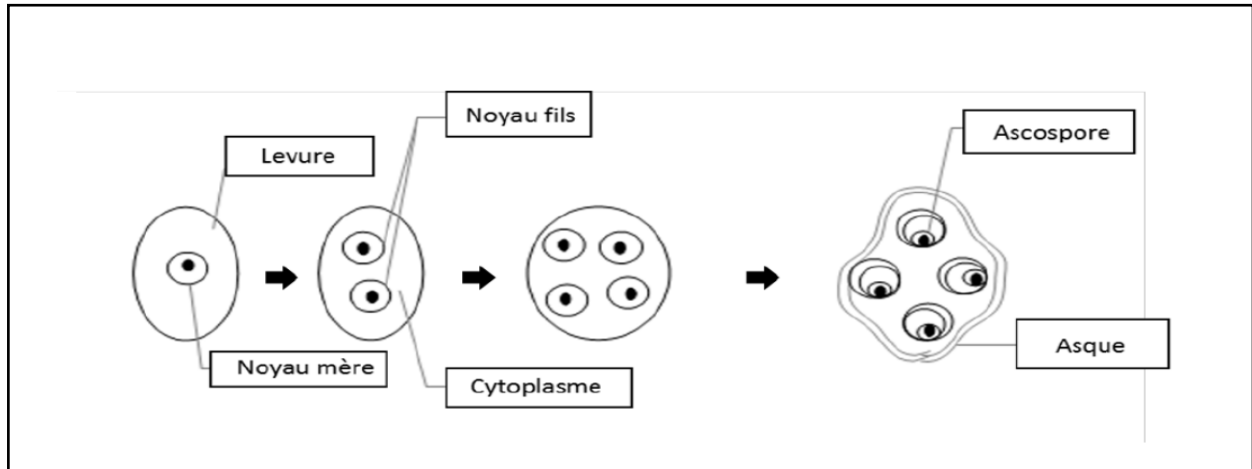 Noyau fils
Ascospore
Levure
Noyau mère
Cytoplasme
Asque